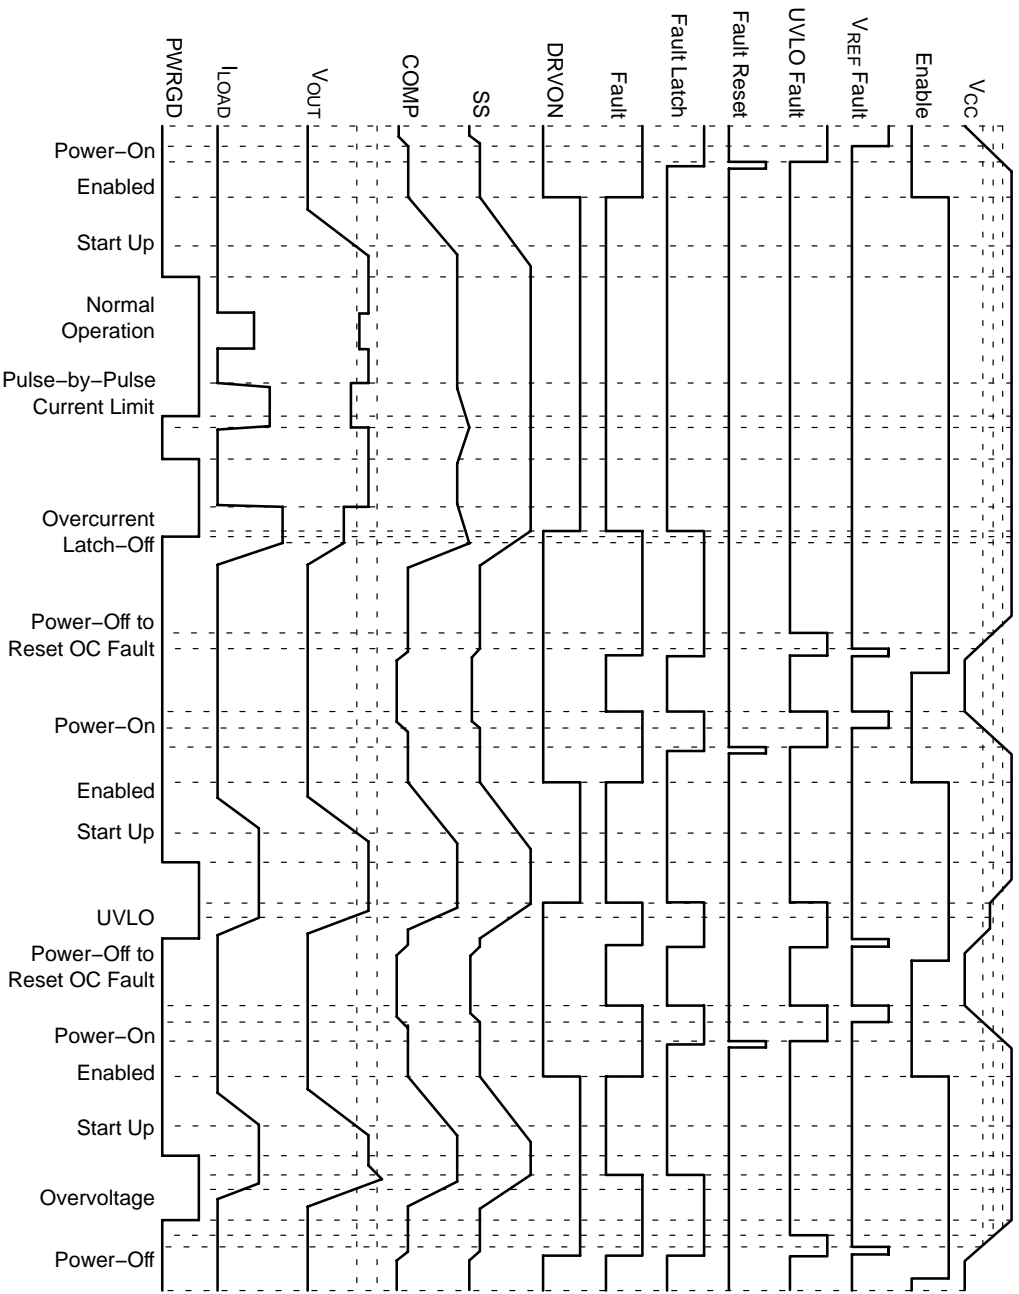 PWRGD
ILOAD
VOUT
COMP
SS
DRVON
Fault
Fault Latch
Fault Reset
UVLO Fault
VREF Fault
Enable
VCC
Power−On
Enabled
Start Up
Normal
Operation
Pulse−by−Pulse
Current Limit
Overcurrent
Latch−Off
Power−Off to
Reset OC Fault
Power−On
Enabled
Start Up
UVLO
Power−Off to
Reset OC Fault
Power−On
Enabled
Start Up
Overvoltage
Power−Off